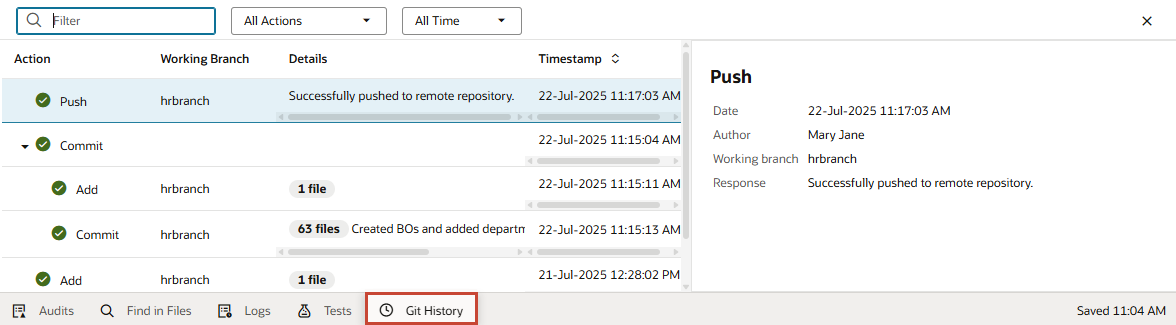 Filter All Actions All Time
Action Working Branch Details Timestamp
Push hrbranch Successfully pushed to remote repository. 22-Jul-2025 11:17:03 AM
Commit 22-Jul-2025 11:15:04 AM
Add hrbranch 1 file 22-Jul-2025 11:15:11 AM
Commit hrbranch 63 files Created BOs and added departm 22-Jul-2025 11:15:13 AM
Add hrbranch 1 file 21-Jul-2025 12:28:02 PM
Push
Date 22-Jul-2025 11:17:03 AM
Author Mary Jane
Working branch hrbranch
Response Successfully pushed to remote repository.
Audits Find in Files Logs Tests Git History Saved 11:04 AM